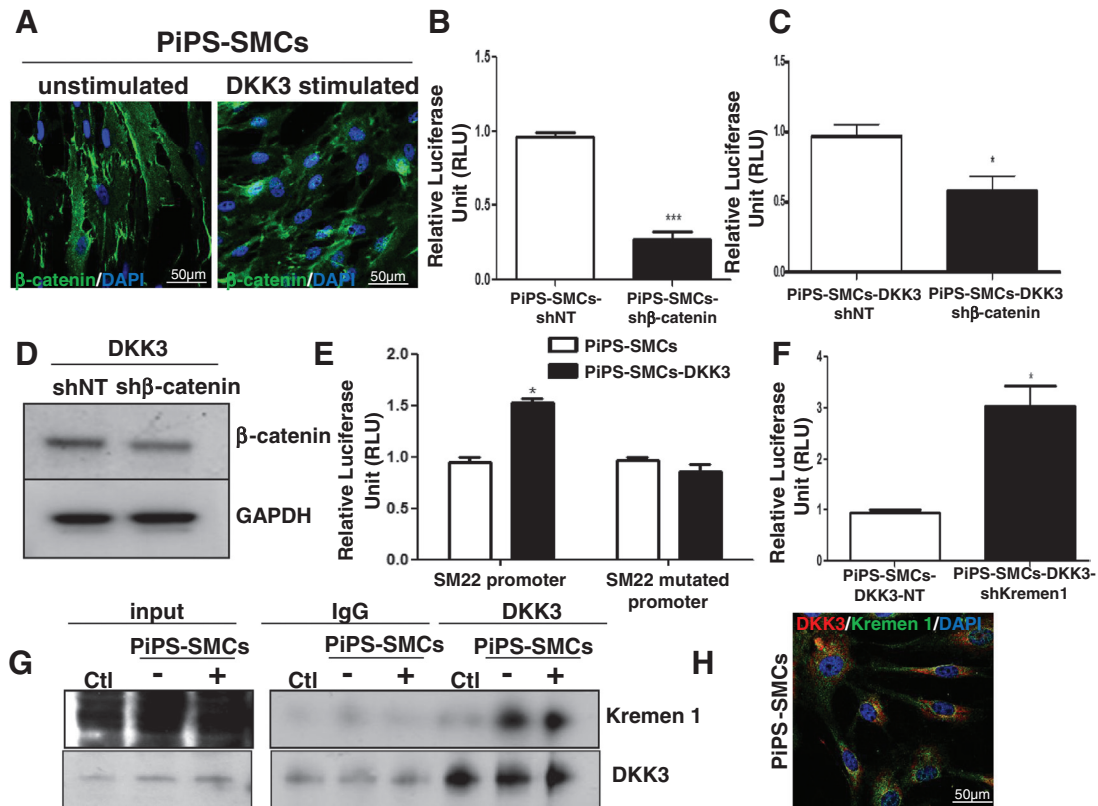 A
PiPS-SMCs
unstimulated
DKK3 stimulated
β-catenin/DAPI
50µm
β-catenin/DAPI
50µm
B
Relative Luciferase
Unit (RLU)
1.5
1.0
0.5
0.0
***
PiPS-SMCs-
shNT
PiPS-SMCs-
shβ-catenin
C
Relative Luciferase
Unit (RLU)
1.5
1.0
0.5
0.0
*
PiPS-SMCs-DKK3
shNT
PiPS-SMCs-DKK3
shβ-catenin
D
DKK3
shNT
shβ-catenin
β-catenin
GAPDH
E
PiPS-SMCs
PiPS-SMCs-DKK3
Relative Luciferase
Unit (RLU)
2.0
1.5
1.0
0.5
0.0
*
SM22 promoter
SM22 mutated
promoter
F
Relative Luciferase
Unit (RLU)
4
3
2
1
0
*
PiPS-SMCs-
DKK3-NT
PiPS-SMCs-DKK3-
shKremen1
G
input
IgG
DKK3
PiPS-SMCs
PiPS-SMCs
PiPS-SMCs
Ctl - +
Ctl - +
Ctl - +
Kremen 1
DKK3
H
PiPS-SMCs
DKK3/Kremen 1/DAPI
50µm